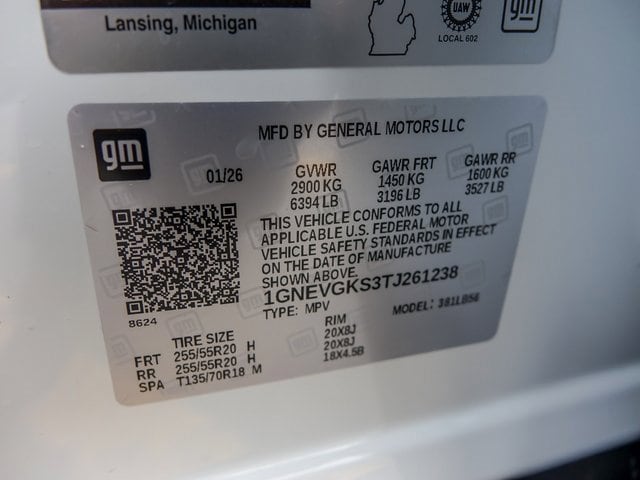 Lansing, Michigan
UAW
LOCAL 602
gm
gm
MFD BY GENERAL MOTORS LLC
01/26
GVWR GAWR FRT GAWR RR
2900 KG 1450 KG 1600 KG
6394 LB 3196 LB 3527 LB
THIS VEHICLE CONFORMS TO ALL
APPLICABLE U.S. FEDERAL MOTOR
VEHICLE SAFETY STANDARDS IN EFFECT
ON THE DATE OF MANUFACTURE
SHOWN ABOVE.
1GNEVGKS3TJ261238
TYPE: MPV MODEL: 381LB56
8624
TIRE SIZE RIM
FRT 255/55R20 H 20X8J
RR 255/55R20 H 20X8J
SPA T135/70R18 M 18X4.5B